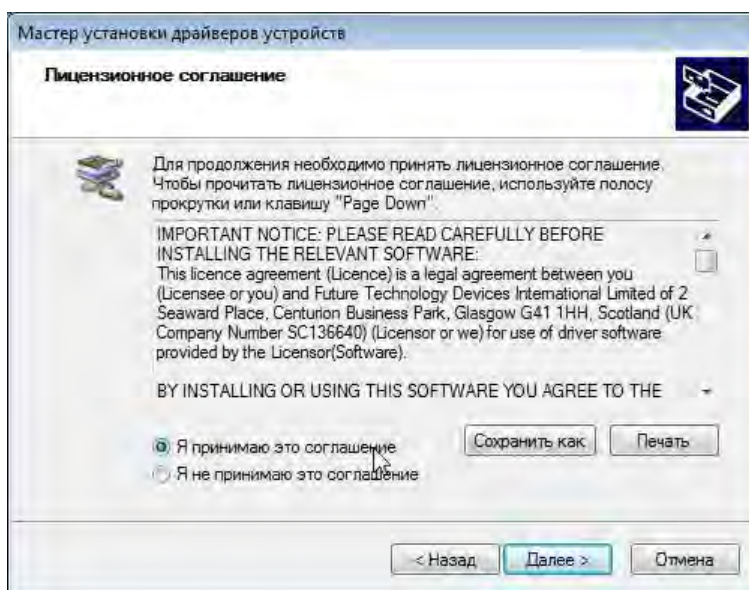 Мастер установки драйверов устройств
Лицензионное соглашение
Для продолжения необходимо принять лицензионное соглашение.
Чтобы прочитать лицензионное соглашение, используйте полосу
прокрутки или клавишу "Page Down".
IMPORTANT NOTICE: PLEASE READ CAREFULLY BEFORE
INSTALLING THE RELEVANT SOFTWARE:
This licence agreement (Licence) is a legal agreement between you
(Licensee or you) and Future Technology Devices International Limited of 2
Seaward Place, Centurion Business Park, Glasgow G41 1HH, Scotland (UK
Company Number SC136640) (Licensor or we) for use of driver software
provided by the Licensor(Software).
BY INSTALLING OR USING THIS SOFTWARE YOU AGREE TO THE
Я принимаю это соглашение
Сохранить как
Печать
Я не принимаю это соглашение
< Назад
Далее >
Отмена